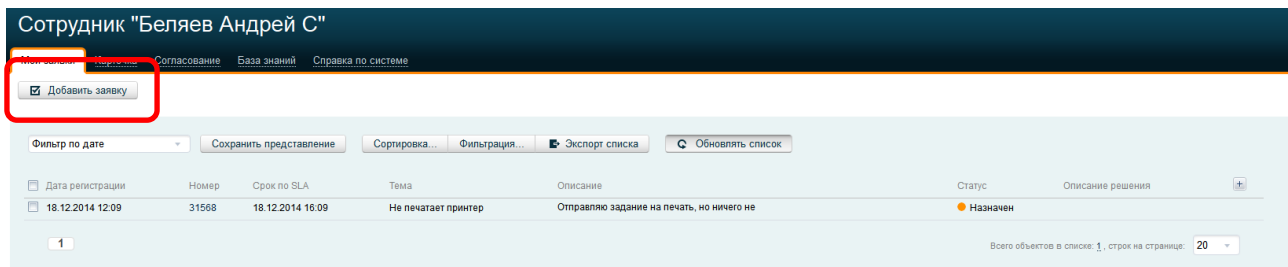 Сотрудник "Беляев Андрей С"
Мои заявки Карточка Согласование База знаний Справка по системе
Добавить заявку
Фильтр по дате Сохранить представление Сортировка... Фильтрация... Экспорт списка Обновлять список
Дата регистрации Номер Срок по SLA Тема Описание Статус Описание решения +
18.12.2014 12:09 31568 18.12.2014 16:09 Не печатает принтер Отправляю задание на печать, но ничего не Назначен
1 Всего объектов в списке: 1 , строк на странице: 20